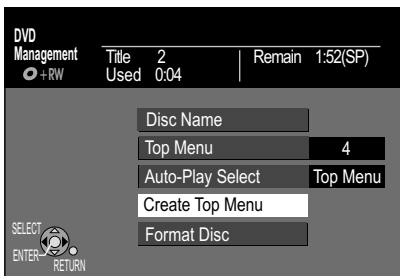 DVD
Management
+RW
Title 2
Used 0:04
Remain 1:52(SP)
Disc Name
Top Menu 4
Auto-Play Select Top Menu
Create Top Menu
Format Disc
SELECT
ENTER
RETURN